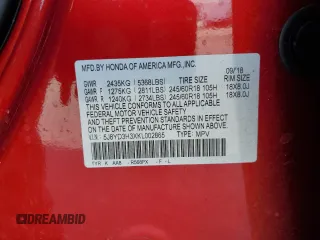 MFD.BY HONDA OF AMERICA MFG.,INC.
09/18
GVWR 2435KG 5368LBS TIRE SIZE RIM SIZE
GAWR F 1275KG 2811LBS 245/60R18 105H 18X8.0J
GAWR R 1240KG 2734LBS 245/60R18 105H 18X8.0J
THIS VEHICLE CONFORMS TO ALL APPLICABLE
FEDERAL MOTOR VEHICLE SAFETY
AND THEFT PREVENTION STANDARDS IN EFFECT
ON THE DATE OF MANUFACTURE SHOWN ABOVE.
V.I.N.: TYPE: MPV
DREAMBID DREAMBID.COM